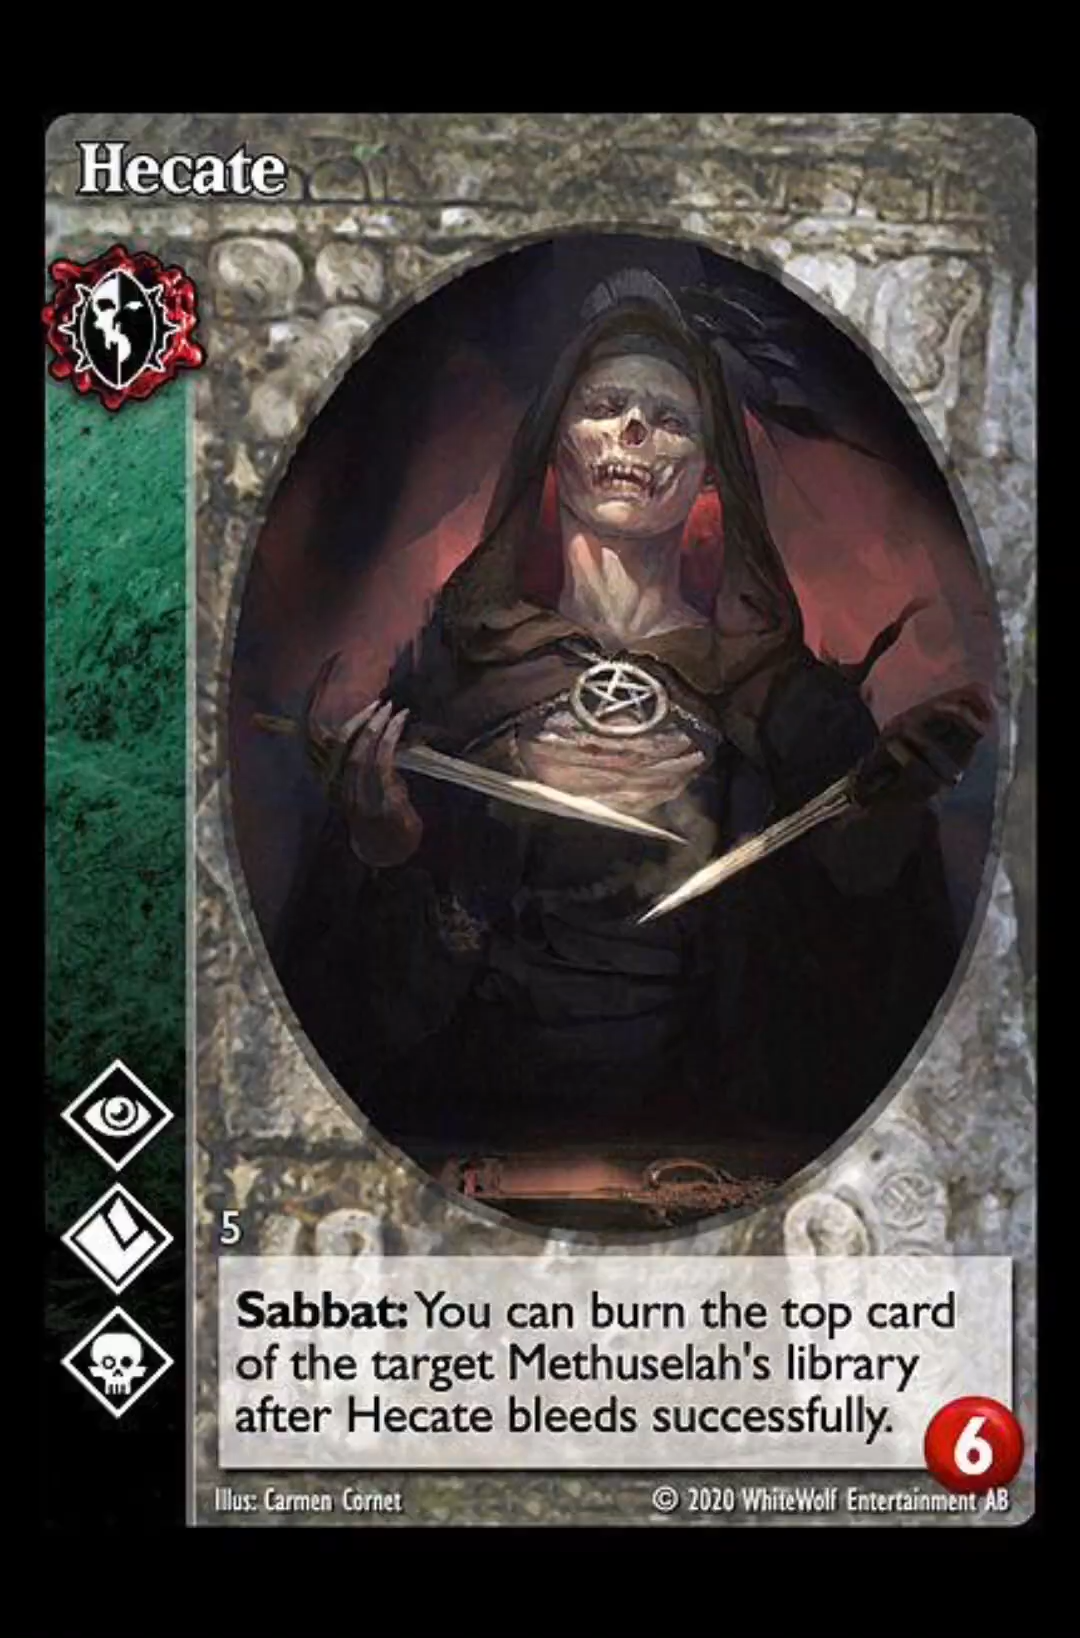 Hecate
5
Sabbat: You can burn the top card
of the target Methuselah's library
after Hecate bleeds successfully.
6
Illus: Carmen Cornet
© 2020 WhiteWolf Entertainment AB